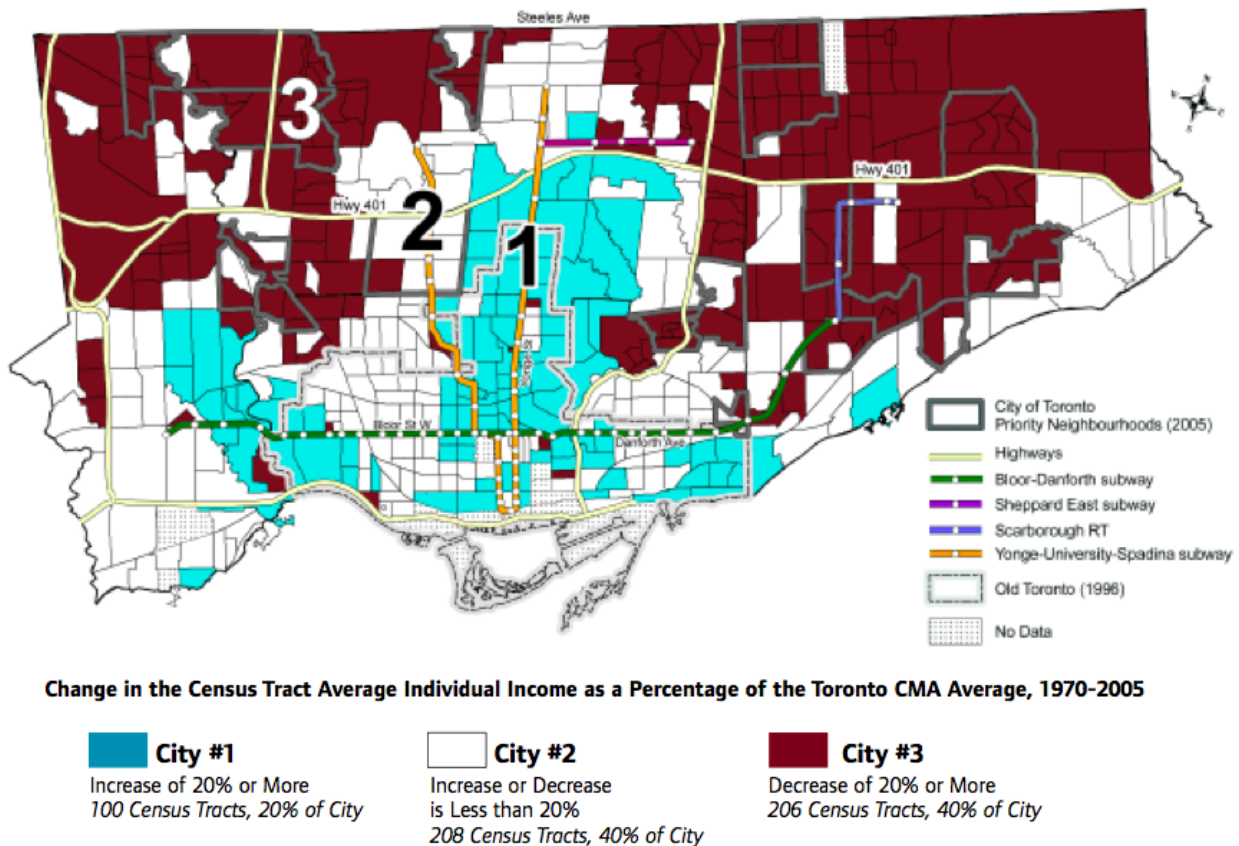 Steeles Ave
3
N
W
E
S
Hwy 401
Hwy 401
2
1
Yonge St
Bloor St W
Danforth Ave
City of Toronto
Priority Neighbourhoods (2005)
Highways
Bloor-Danforth subway
Sheppard East subway
Scarborough RT
Yonge-University-Spadina subway
Old Toronto (1996)
No Data
Change in the Census Tract Average Individual Income as a Percentage of the Toronto CMA Average, 1970-2005
City #1
Increase of 20% or More
100 Census Tracts, 20% of City
City #2
Increase or Decrease
is Less than 20%
208 Census Tracts, 40% of City
City #3
Decrease of 20% or More
206 Census Tracts, 40% of City